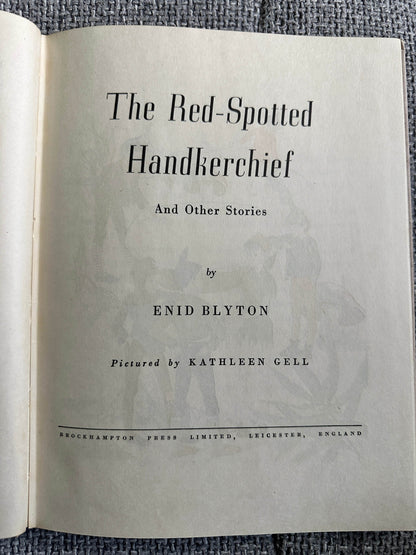 The Red-Spotted
Handkerchief
And Other Stories
by
ENID BLYTON
Pictured by KATHLEEN GELL
BROCKHAMPTON PRESS LIMITED, LEICESTER, ENGLAND